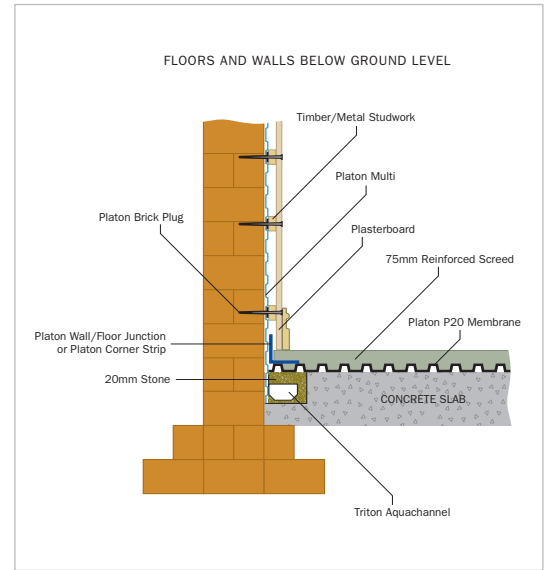 FLOORS AND WALLS BELOW GROUND LEVEL
Timber/Metal Studwork
Platon Multi
Platon Brick Plug
Plasterboard
75mm Reinforced Screed
Platon P20 Membrane
Platon Wall/Floor Junction
or Platon Corner Strip
20mm Stone
CONCRETE SLAB
Triton Aquachannel